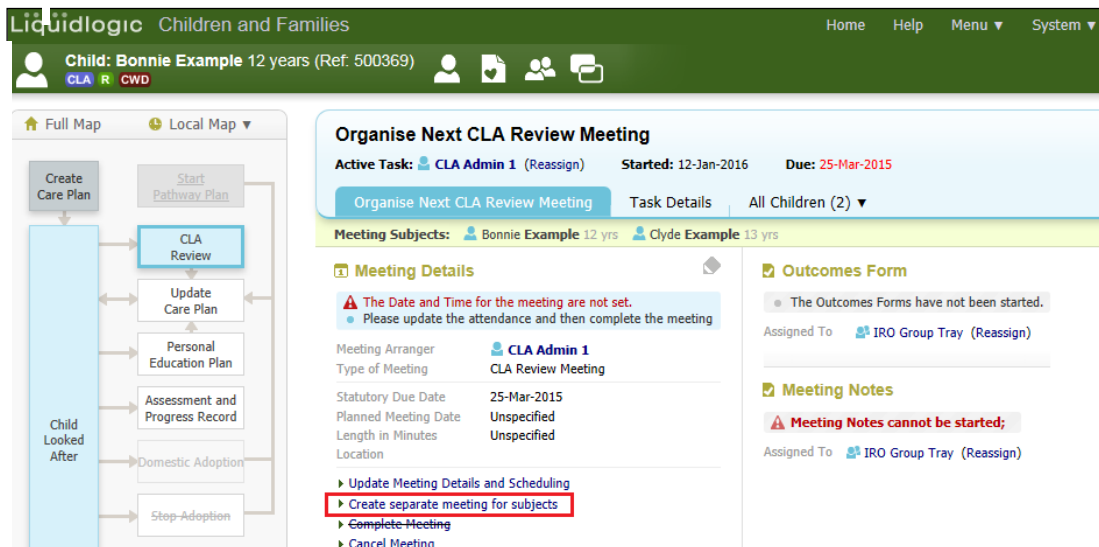 Liquidlogic Children and Families
Home Help Menu ▼ System ▼
Child: Bonnie Example 12 years (Ref: 500369)
CLA R CWD
Full Map Local Map ▼
Create
Care Plan
Start
Pathway Plan
CLA
Review
Update
Care Plan
Personal
Education Plan
Assessment and
Progress Record
Child
Looked
After
Domestic Adoption
Stop Adoption
Organise Next CLA Review Meeting
Active Task: CLA Admin 1 (Reassign) Started: 12-Jan-2016 Due: 25-Mar-2015
Organise Next CLA Review Meeting Task Details All Children (2) ▼
Meeting Subjects: Bonnie Example 12 yrs Clyde Example 13 yrs
Meeting Details
The Date and Time for the meeting are not set.
Please update the attendance and then complete the meeting
Meeting Arranger CLA Admin 1
Type of Meeting CLA Review Meeting
Statutory Due Date 25-Mar-2015
Planned Meeting Date Unspecified
Length in Minutes Unspecified
Location
Update Meeting Details and Scheduling
Create separate meeting for subjects
Complete Meeting
Cancel Meeting
Outcomes Form
The Outcomes Forms have not been started.
Assigned To IRO Group Tray (Reassign)
Meeting Notes
Meeting Notes cannot be started;
Assigned To IRO Group Tray (Reassign)